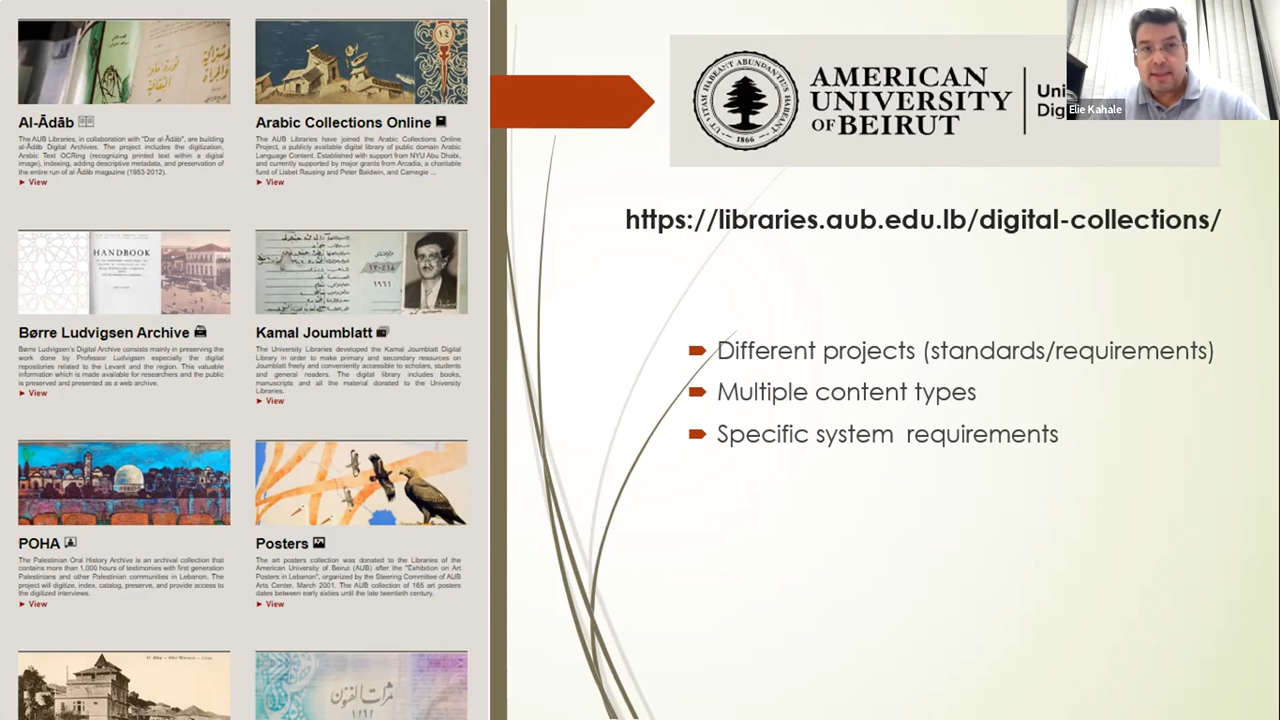 Al-Ādāb
The AUB Libraries, in collaboration with "Dar al-Ādāb", are building
al-Ādāb Digital Archives. The project includes the digitization,
Arabic Text OCRing (recognizing printed text within a digital
image), indexing, adding descriptive metadata, and preservation of
the entire run of al-Ādāb magazine (1953-2012).
► View
Arabic Collections Online
The AUB Libraries have joined the Arabic Collections Online
Project, a publicly available digital library of public domain Arabic
Language Content. Established with support from NYU Abu Dhabi,
and currently supported by major grants from Arcadia, a charitable
fund of Lisbet Rausing and Peter Baldwin, and Carnegie ...
► View
HANDBOOK
Børre Ludvigsen Archive
Børre Ludvigsen's Digital Archive consists mainly in preserving the
work done by Professor Ludvigsen especially the digital
repositories related to the Levant and the region. This valuable
information which is made available for researchers and the public
is preserved and presented as a web archive.
► View
١٩٦١
Kamal Joumblatt
The University Libraries developed the Kamal Joumblatt Digital
Library in order to make primary and secondary resources on
Joumblatt freely and conveniently accessible to scholars, students
and general readers. The digital library includes books,
manuscripts and all the material donated to the University
Libraries.
► View
POHA
The Palestinian Oral History Archive is an archival collection that
contains more than 1,000 hours of testimonies with first generation
Palestinians and other Palestinian communities in Lebanon. The
project will digitize, index, catalog, preserve, and provide access to
the digitized interviews.
► View
Posters
The art posters collection was donated to the Libraries of the
American University of Beirut (AUB) after the "Exhibition on Art
Posters in Lebanon", organized by the Steering Committee of AUB
Arts Center, March 2001. The AUB collection of 165 art posters
dates between early sixties until the late twentieth century.
► View
AMERICAN
UNIVERSITY
OF BEIRUT
1866
Uni
Dig
Elie Kahale
https://libraries.aub.edu.lb/digital-collections/
Different projects (standards/requirements)
Multiple content types
Specific system requirements